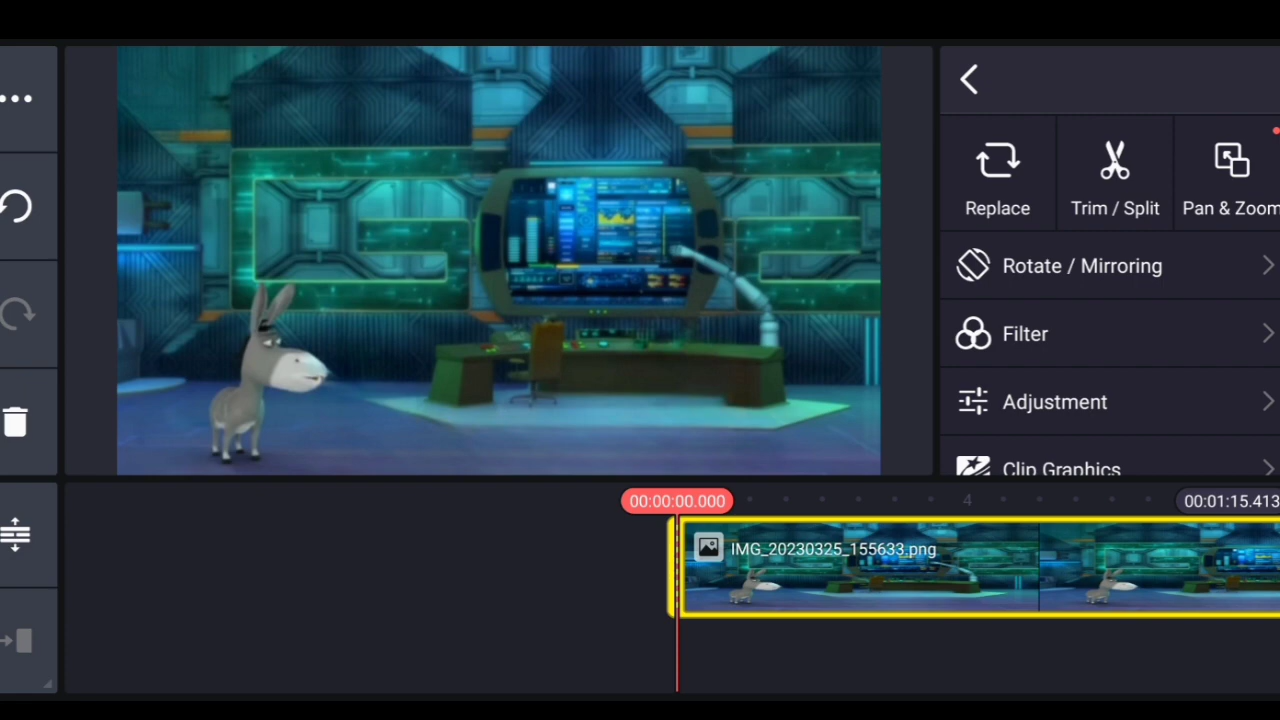 Replace
Trim / Split
Pan & Zoom
Rotate / Mirroring
Filter
Adjustment
Clip Graphics
00:00:00.000
4
00:01:15.413
IMG_20230325_155633.png